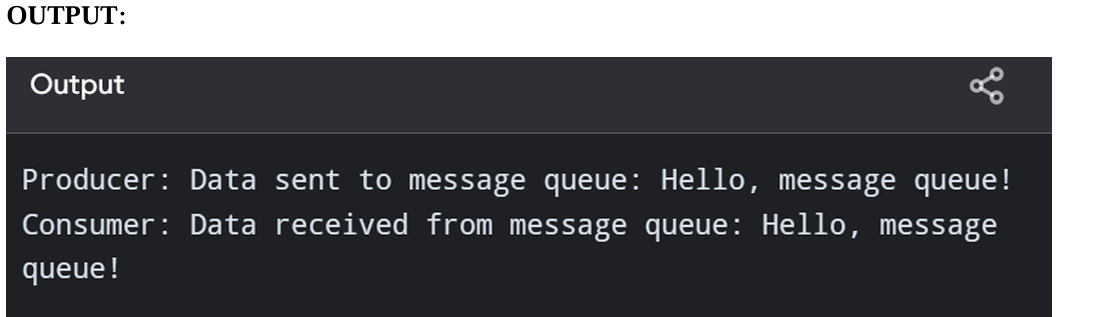 OUTPUT:
Output
Producer: Data sent to message queue: Hello, message queue!
Consumer: Data received from message queue: Hello, message
queue!